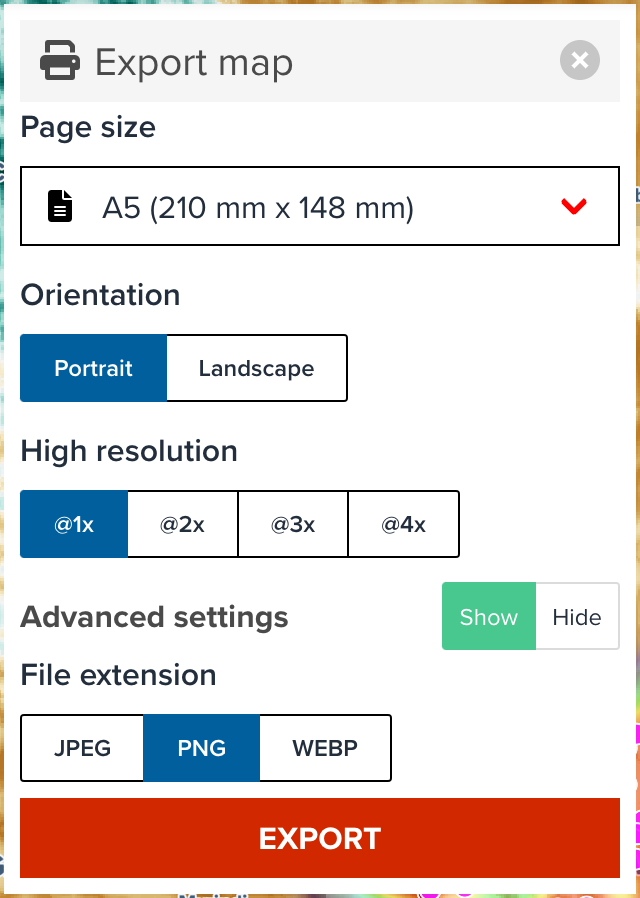 Export map
Page size
A5 (210 mm x 148 mm)
Orientation
Portrait Landscape
High resolution
@1x @2x @3x @4x
Advanced settings Show Hide
File extension
JPEG PNG WEBP
EXPORT